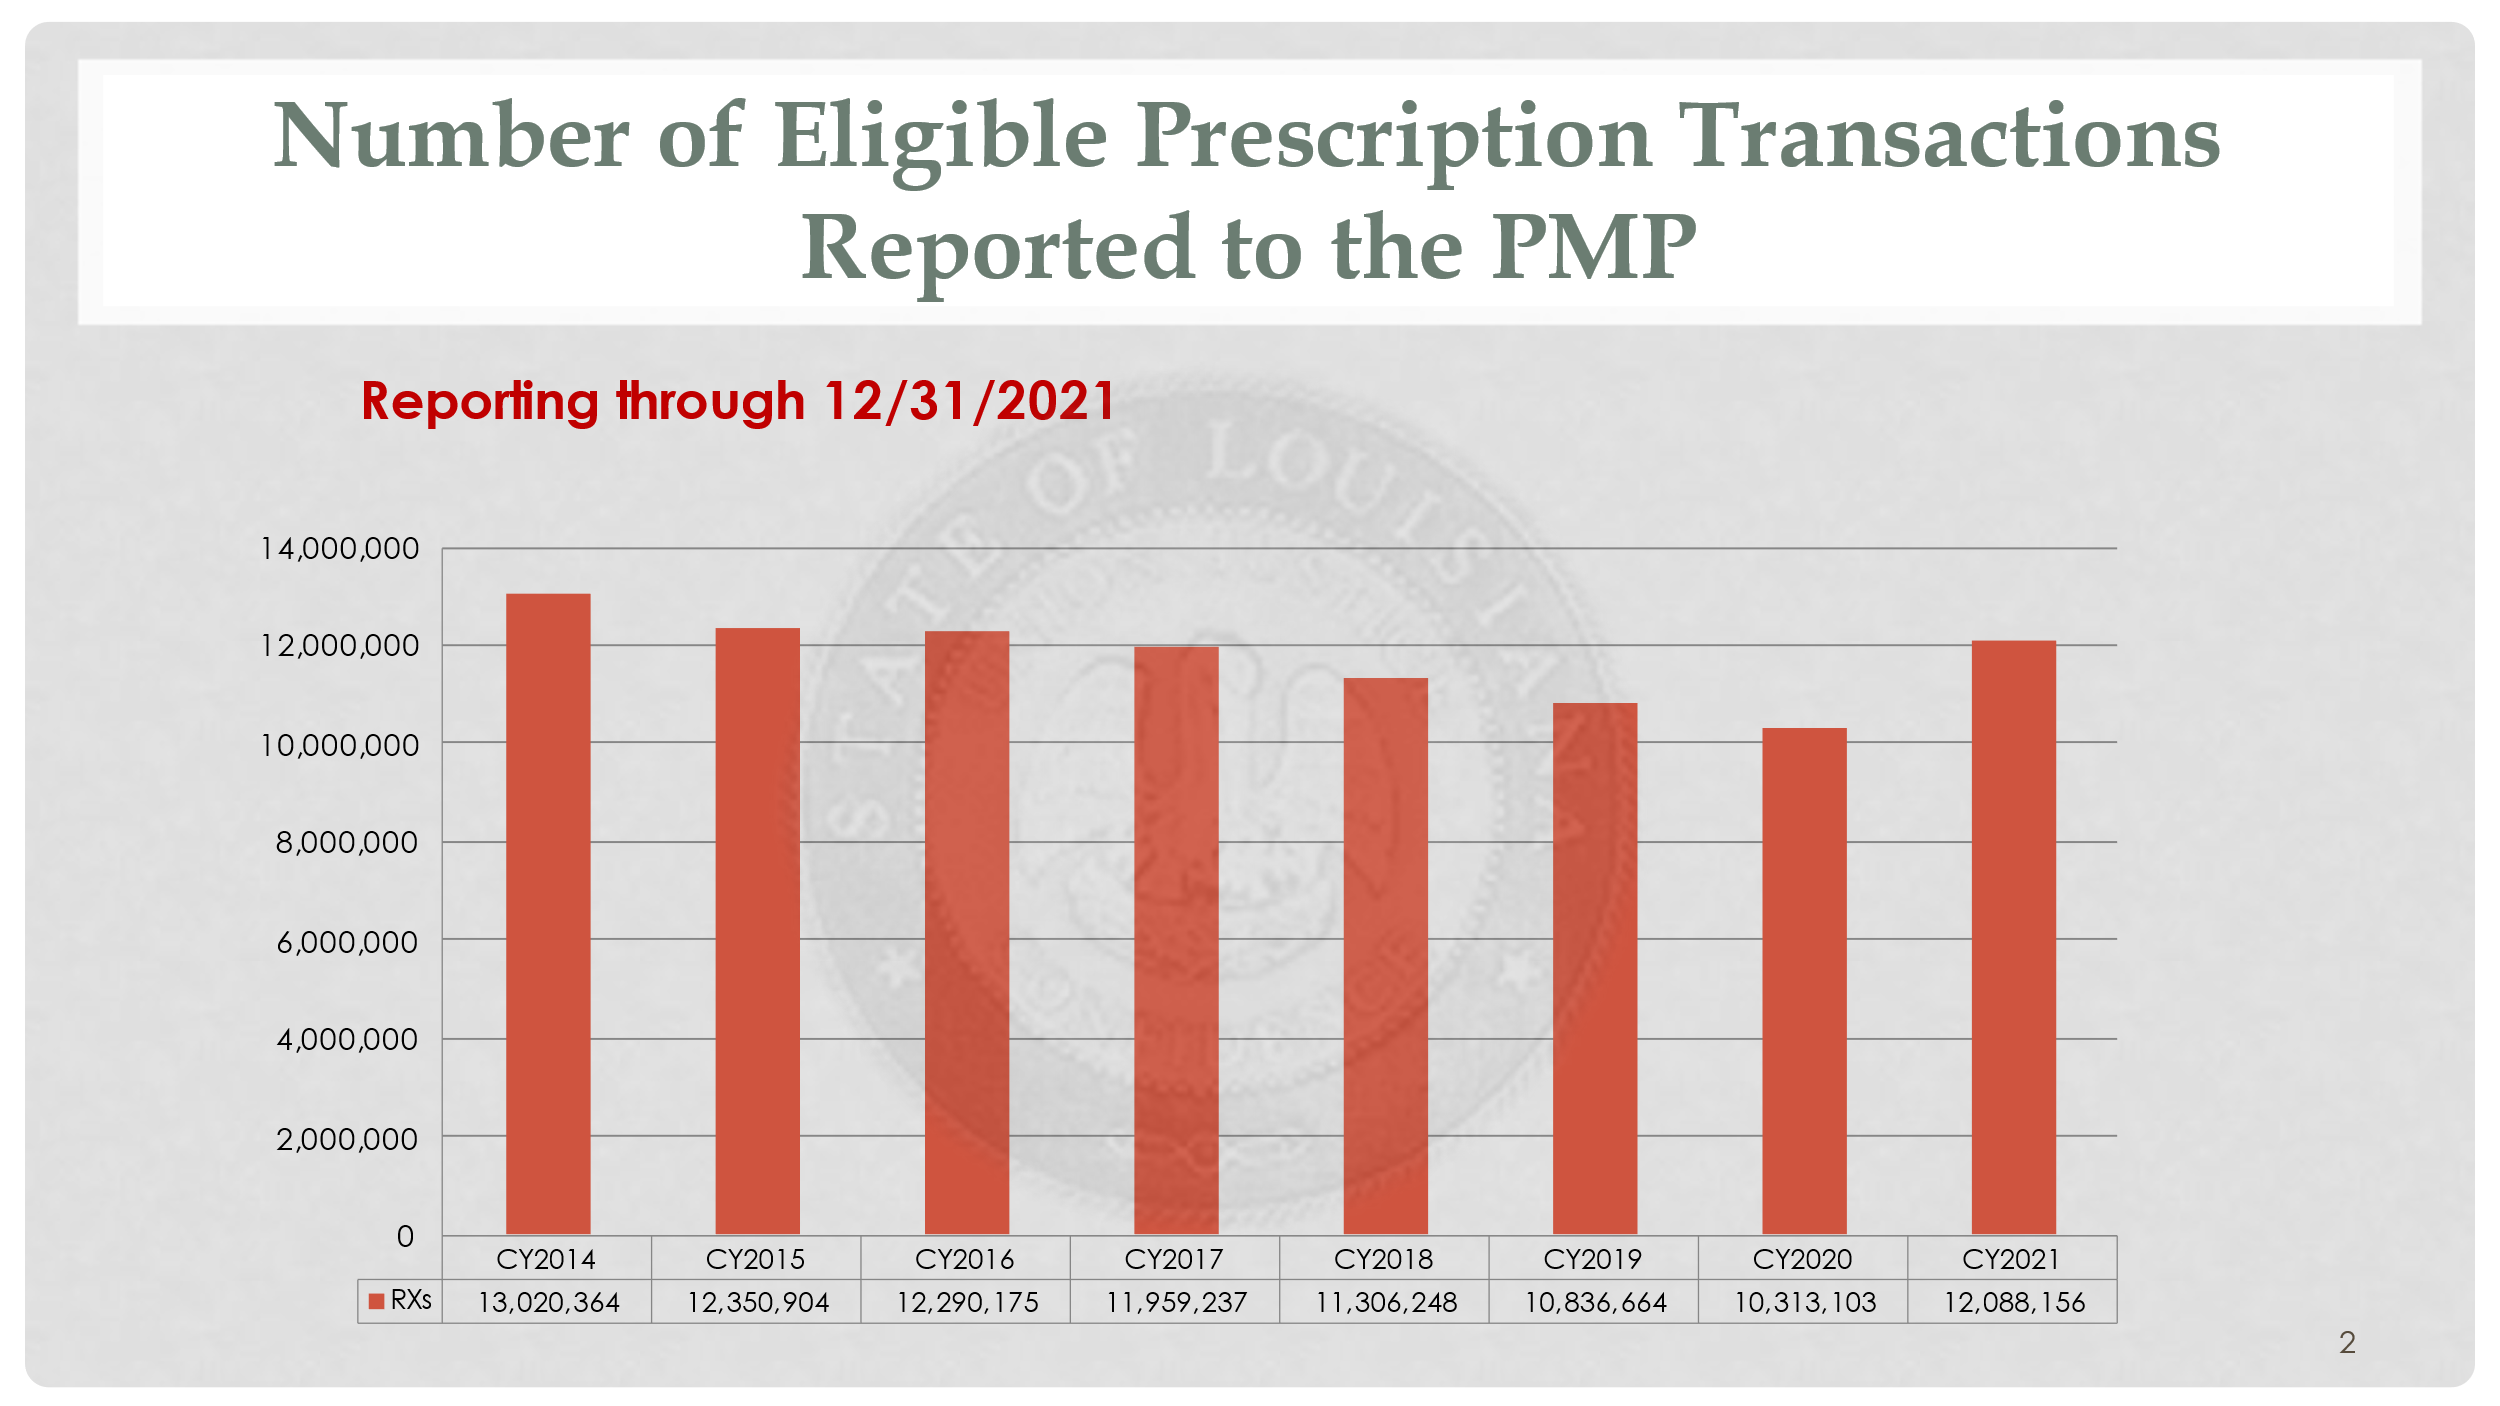 Number of Eligible Prescription Transactions
Reported to the PMP
Reporting through 12/31/2021
STATE OF LOUISIANA
14,000,000
12,000,000
10,000,000
8,000,000
6,000,000
4,000,000
2,000,000
0
CY2014 CY2015 CY2016 CY2017 CY2018 CY2019 CY2020 CY2021
RXs 13,020,364 12,350,904 12,290,175 11,959,237 11,306,248 10,836,664 10,313,103 12,088,156
2